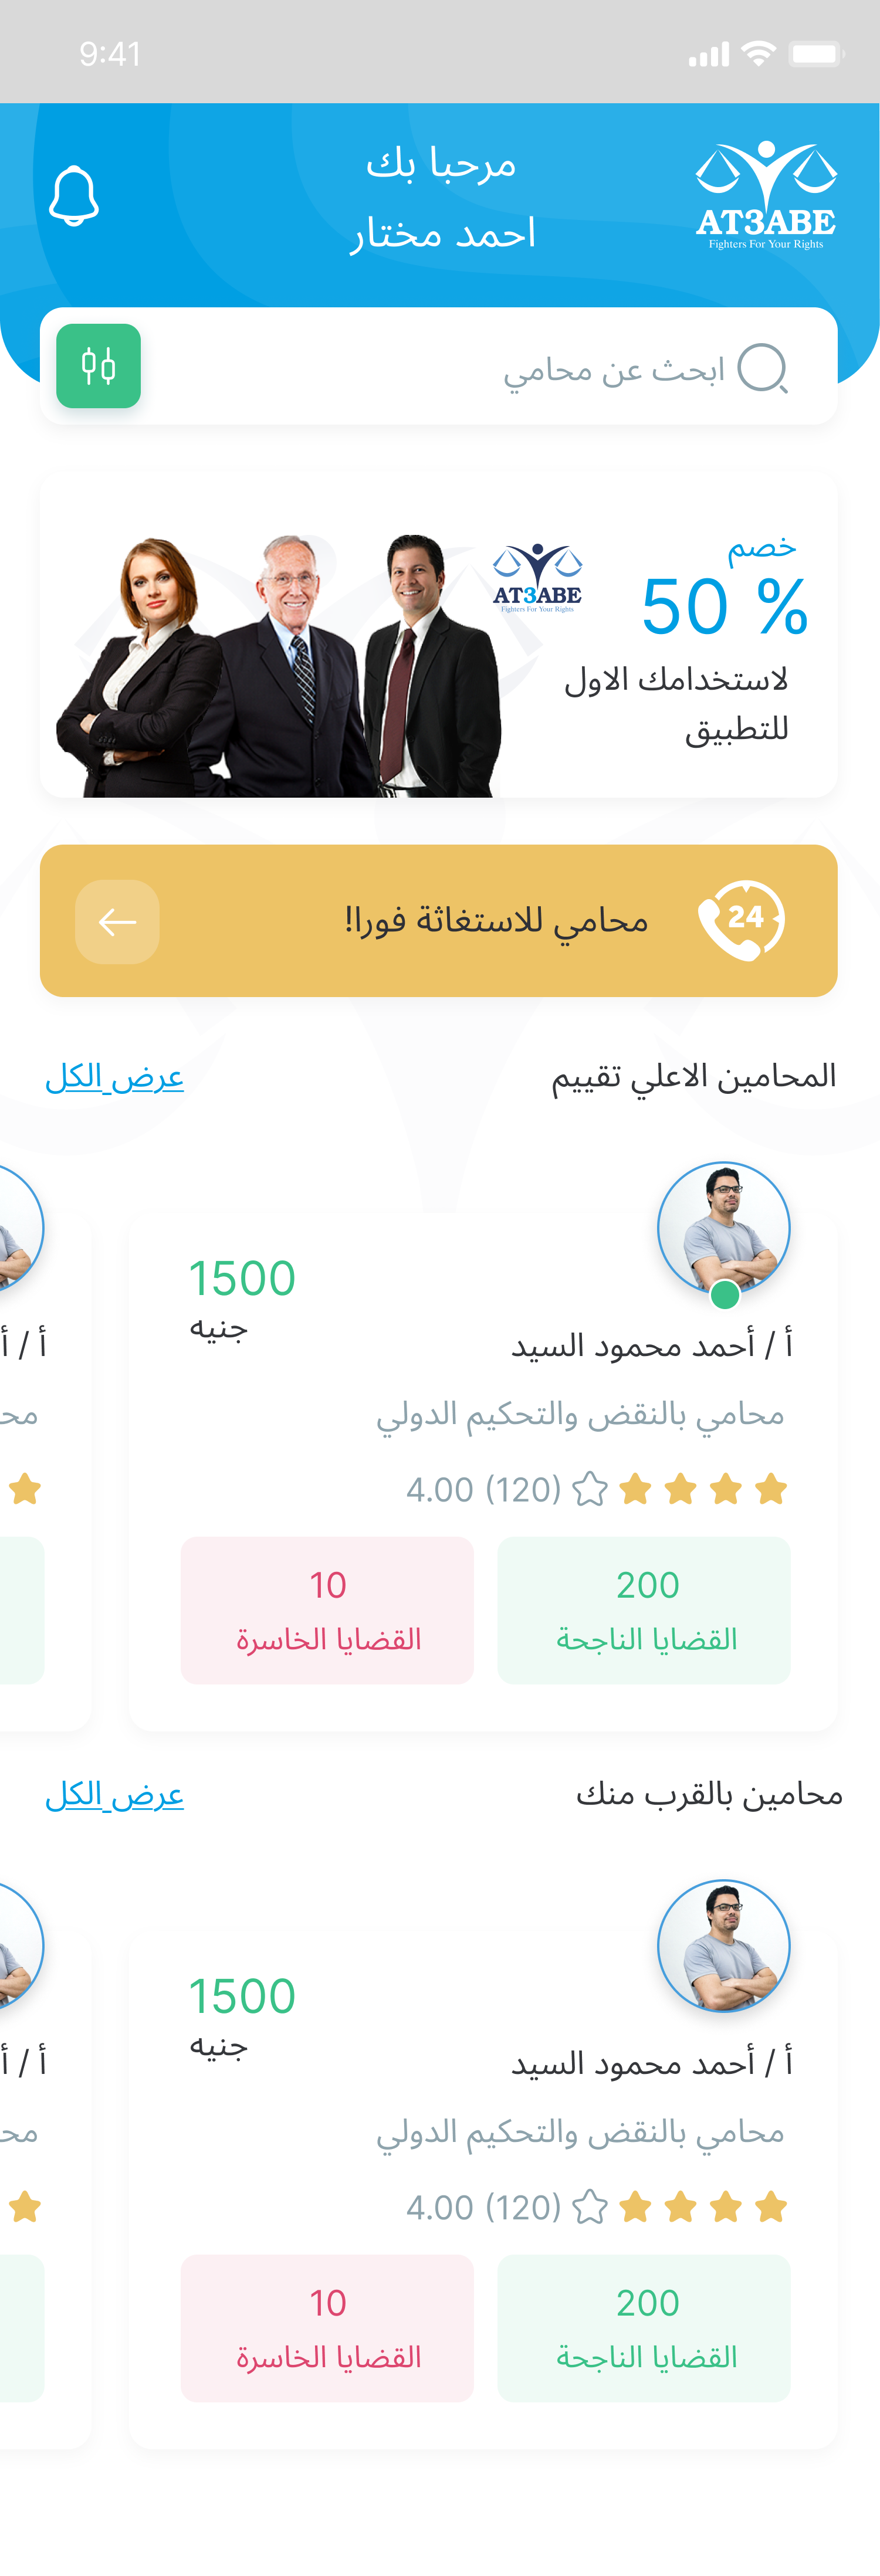 9:41
مرحبا بك
احمد مختار
AT3ABE
Fighters For Your Rights
ابحث عن محامي
خصم
50 %
لاستخدامك الاول
للتطبيق
AT3ABE
Fighters For Your Rights
24
محامي للاستغاثة فورا!
المحامين الاعلي تقييم
عرض الكل
1500
جنيه
أ / أحمد محمود السيد
محامي بالنقض والتحكيم الدولي
4.00 (120)
200
القضايا الناجحة
10
القضايا الخاسرة
أ / أ
مح
محامين بالقرب منك
عرض الكل
1500
جنيه
أ / أحمد محمود السيد
محامي بالنقض والتحكيم الدولي
4.00 (120)
200
القضايا الناجحة
10
القضايا الخاسرة
أ / أ
مح